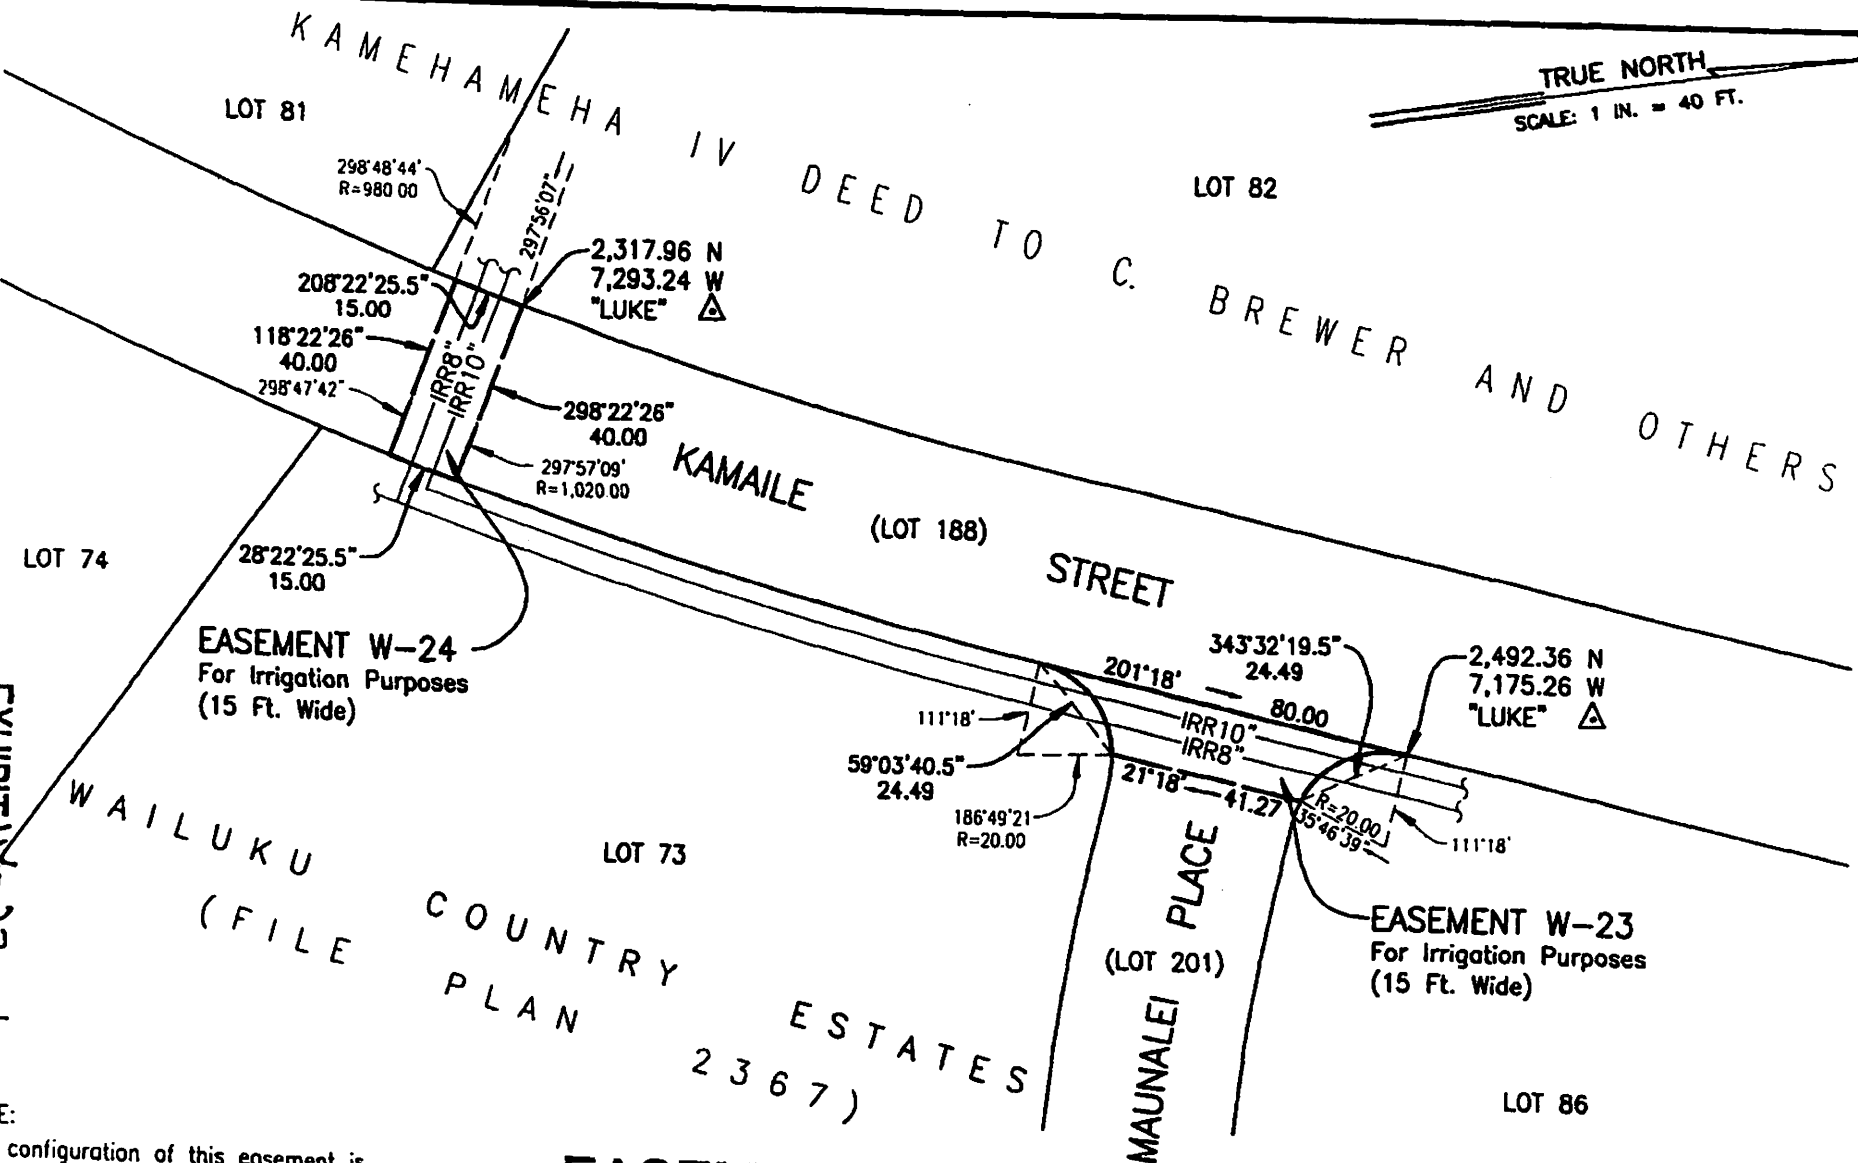 KAMEHAMEHA IV DEED TO C. BREWER AND OTHERS
TRUE NORTH
SCALE: 1 IN. = 40 FT.
LOT 81
LOT 82
298°48'44"
R=980 00
297°56'07"
2,317.96 N
7,293.24 W
"LUKE"
208°22'25.5"
15.00
118°22'26"
40.00
298°47'42"
IRR8"
IRR10"
298°22'26"
40.00
297°57'09'
R=1,020.00
KAMAILE
(LOT 188)
STREET
LOT 74
28°22'25.5"
15.00
EASEMENT W-24
For Irrigation Purposes
(15 Ft. Wide)
201°18'
80.00
343°32'19.5"
24.49
2,492.36 N
7,175.26 W
"LUKE"
IRR10"
IRR8"
111°18'
59°03'40.5"
24.49
21°18'
41.27
186°49'21
R=20.00
R=20.00
35°46'39"
111°18'
WAILUKU COUNTRY ESTATES
(FILE PLAN 2367)
LOT 73
MAUNALEI PLACE
(LOT 201)
EASEMENT W-23
For Irrigation Purposes
(15 Ft. Wide)
LOT 86
E:
configuration of this easement is